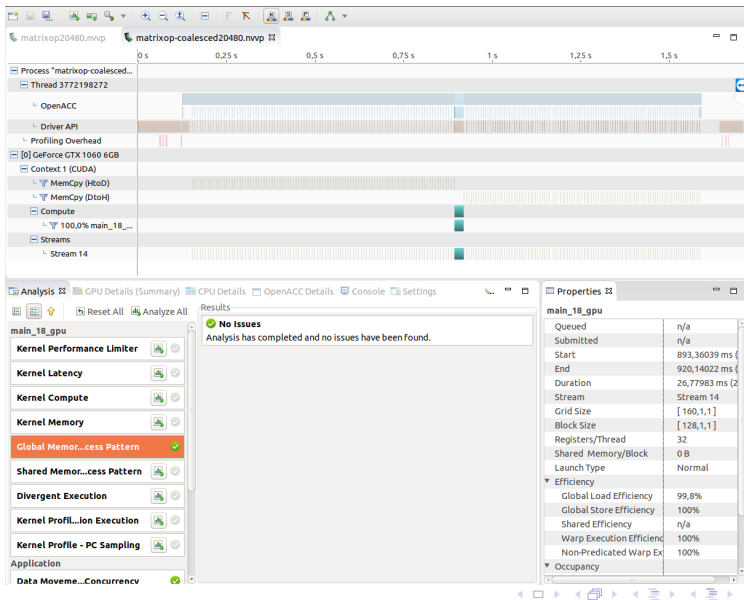 matrixop20480.nvvp
matrixop-coalesced20480.nvvp
0 s 0,25 s 0,5 s 0,75 s 1 s 1,25 s 1,5 s
Process "matrixop-coalesced...
Thread 3772198272
OpenACC
Driver API
Profiling Overhead
[0] GeForce GTX 1060 6GB
Context 1 (CUDA)
MemCpy (HtoD)
MemCpy (DtoH)
Compute
100,0% main_18_...
Streams
Stream 14
Analysis GPU Details (Summary) CPU Details OpenACC Details Console Settings
Reset All Analyze All
main_18_gpu
Kernel Performance Limiter
Kernel Latency
Kernel Compute
Kernel Memory
Global Memor...cess Pattern
Shared Memor...cess Pattern
Divergent Execution
Kernel Profil...ion Execution
Kernel Profile - PC Sampling
Application
Data Moveme...Concurrency
Results
No Issues
Analysis has completed and no issues have been found.
Properties
main_18_gpu
Queued n/a
Submitted n/a
Start 893,36039 ms (
End 920,14022 ms (
Duration 26,77983 ms (2
Stream Stream 14
Grid Size [ 160,1,1 ]
Block Size [ 128,1,1 ]
Registers/Thread 32
Shared Memory/Block 0 B
Launch Type Normal
Efficiency
Global Load Efficiency 99,8%
Global Store Efficiency 100%
Shared Efficiency n/a
Warp Execution Efficienc 100%
Non-Predicated Warp Ex 100%
Occupancy